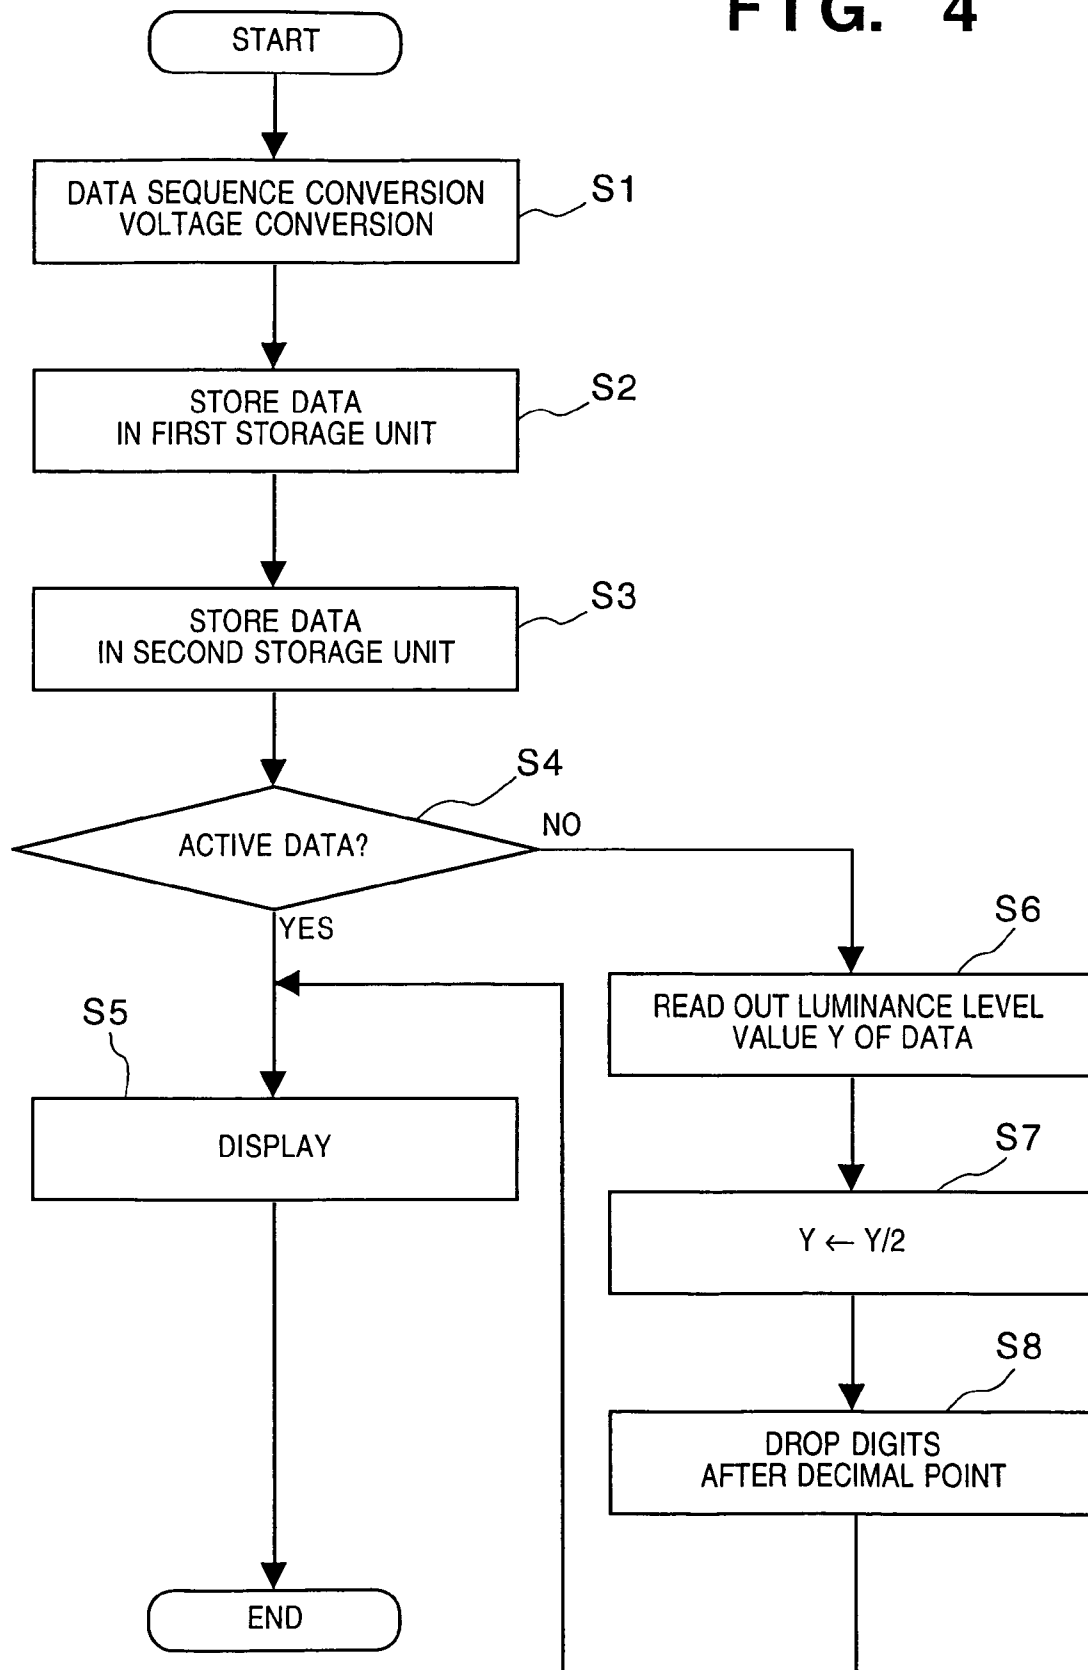 FIG. 4
START
DATA SEQUENCE CONVERSION
VOLTAGE CONVERSION
S1
STORE DATA
IN FIRST STORAGE UNIT
S2
STORE DATA
IN SECOND STORAGE UNIT
S3
S4
ACTIVE DATA?
NO
YES
S5
DISPLAY
END
S6
READ OUT LUMINANCE LEVEL
VALUE Y OF DATA
S7
Y ← Y/2
S8
DROP DIGITS
AFTER DECIMAL POINT